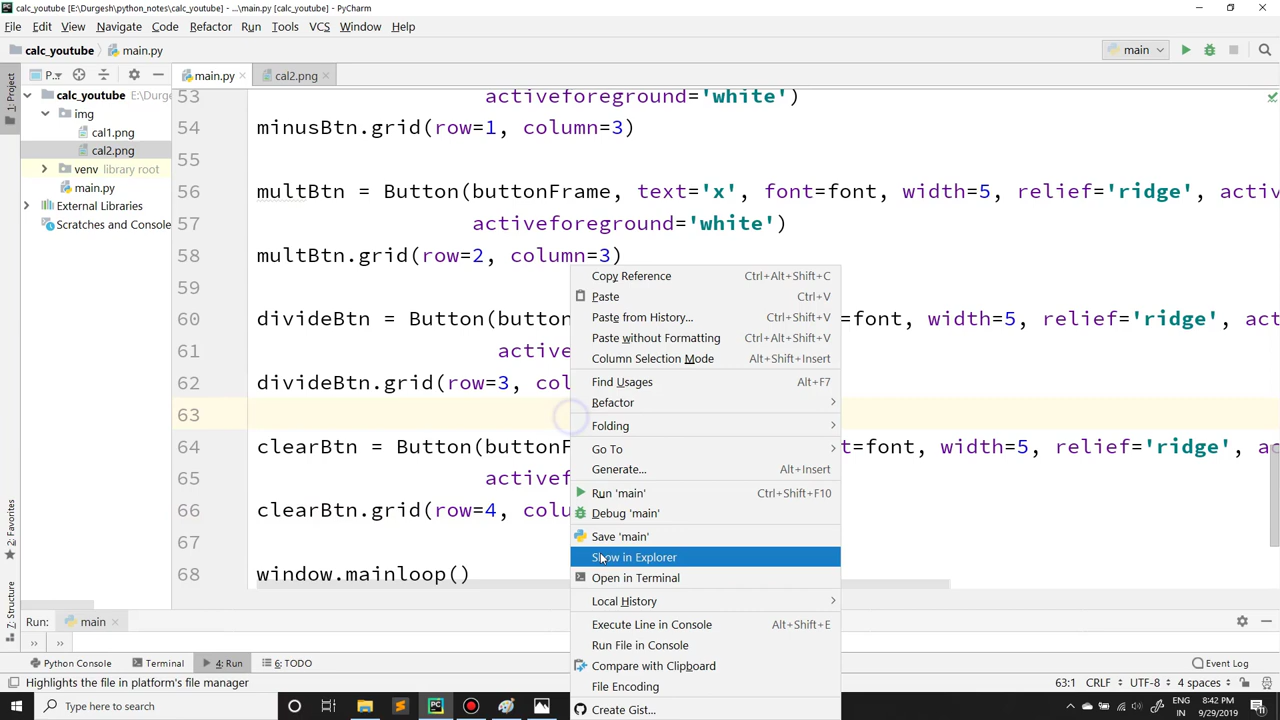 calc_youtube [E:\Durgesh\python_notes\calc_youtube] - ...\main.py [calc_youtube] - PyCharm
File Edit View Navigate Code Refactor Run Tools VCS Window Help
calc_youtube main.py main
P... main.py cal2.png
1: Project
calc_youtube E:\Durge
img
cal1.png
cal2.png
venv library root
main.py
External Libraries
Scratches and Console
53 activeforeground='white')
54 minusBtn.grid(row=1, column=3)
55
56 multBtn = Button(buttonFrame, text='x', font=font, width=5, relief='ridge', activ
57 activeforeground='white')
58 multBtn.grid(row=2, column=3)
59
60 divideBtn = Button(button =font, width=5, relief='ridge', act
61 active
62 divideBtn.grid(row=3, col
63
64 clearBtn = Button(buttonF t=font, width=5, relief='ridge', a
65 active
66 clearBtn.grid(row=4, colu
67
68 window.mainloop()
Copy Reference Ctrl+Alt+Shift+C
Paste Ctrl+V
Paste from History... Ctrl+Shift+V
Paste without Formatting Ctrl+Alt+Shift+V
Column Selection Mode Alt+Shift+Insert
Find Usages Alt+F7
Refactor
Folding
Go To
Generate... Alt+Insert
Run 'main' Ctrl+Shift+F10
Debug 'main'
Save 'main'
Show in Explorer
Open in Terminal
Local History
Execute Line in Console Alt+Shift+E
Run File in Console
Compare with Clipboard
File Encoding
Create Gist...
2: Favorites
7: Structure
Run: main
Python Console Terminal 4: Run 6: TODO Event Log
Highlights the file in platform's file manager 63:1 CRLF UTF-8 4 spaces
Type here to search
ENG
IN
8:42 PM
9/29/2019